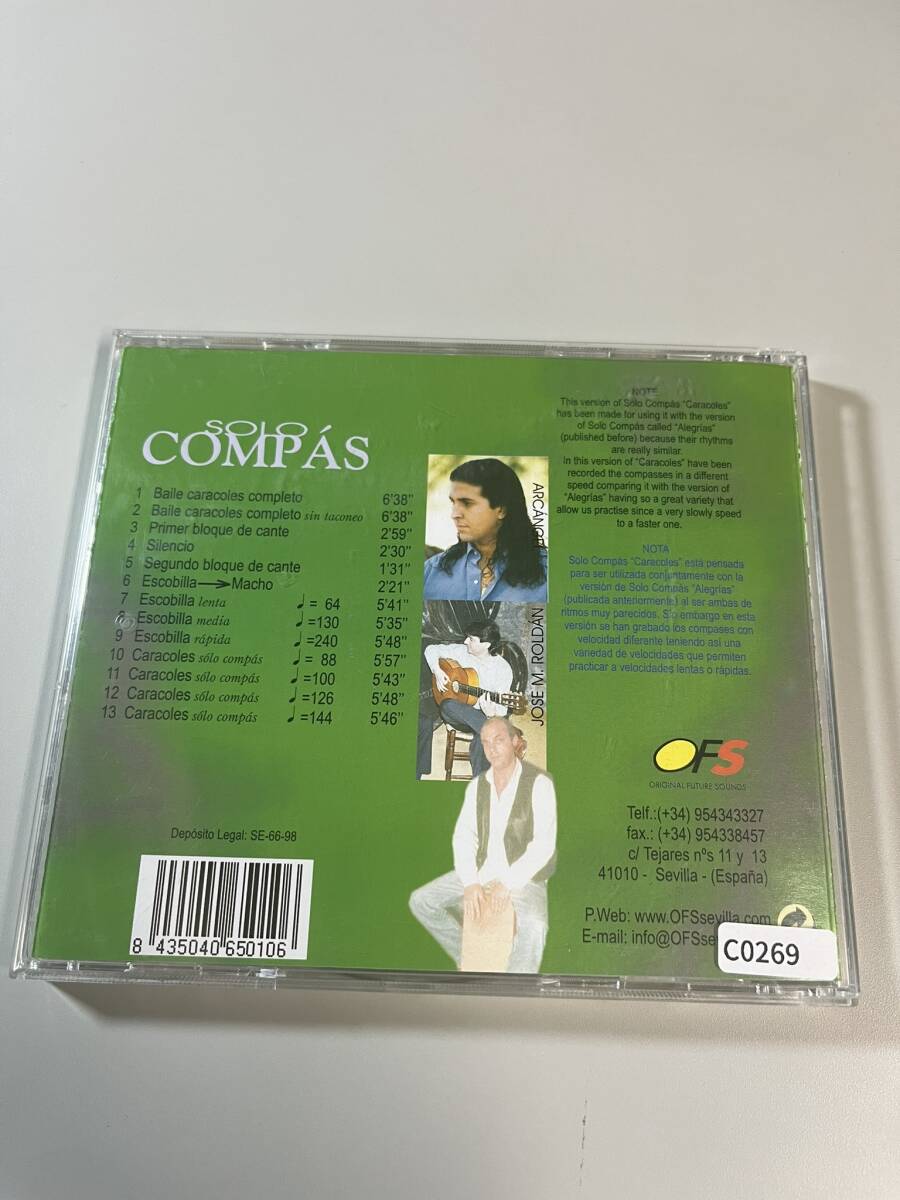 SOLO
COMPÁS
1 Baile caracoles completo 6'38"
2 Baile caracoles completo sin taconeo 6'38"
3 Primer bloque de cante 2'59"
4 Silencio 2'30"
5 Segundo bloque de cante 1'31"
6 Escobilla → Macho 2'21"
7 Escobilla lenta ♩= 64 5'41"
8 Escobilla media ♩=130 5'35"
9 Escobilla rápida ♩=240 5'48"
10 Caracoles sólo compás ♩= 88 5'57"
11 Caracoles sólo compás ♩=100 5'43"
12 Caracoles sólo compás ♩=126 5'48"
13 Caracoles sólo compás ♩=144 5'46"
Depósito Legal: SE-66-98
8 435040 650106
ARCÁNGEL
JOSÉ M. ROLDÁN
NOTE
This version of Solo Compás "Caracoles"
has been made for using it with the version
of Solo Compás called "Alegrías"
(published before) because their rhythms
are really similar.
In this version of "Caracoles" have been
recorded the compasses in a different
speed comparing it with the version of
"Alegrías" having so a great variety that
allow us practise since a very slowly speed
to a faster one.
NOTA
Solo Compás "Caracoles" está pensada
para ser utilizada conjuntamente con la
versión de Solo Compás "Alegrías"
(publicada anteriormente) al ser ambas de
ritmos muy parecidos. Sin embargo en esta
versión se han grabado los compases con
velocidad diferante teniendo así una
variedad de velocidades que permiten
practicar a velocidades lentas o rápidas.
OFS
ORIGINAL FUTURE SOUNDS
Telf.:(+34) 954343327
fax.: (+34) 954338457
c/ Tejares nºs 11 y 13
41010 - Sevilla - (España)
P.Web: www.OFSsevilla.com
E-mail: info@OFSse
C0269